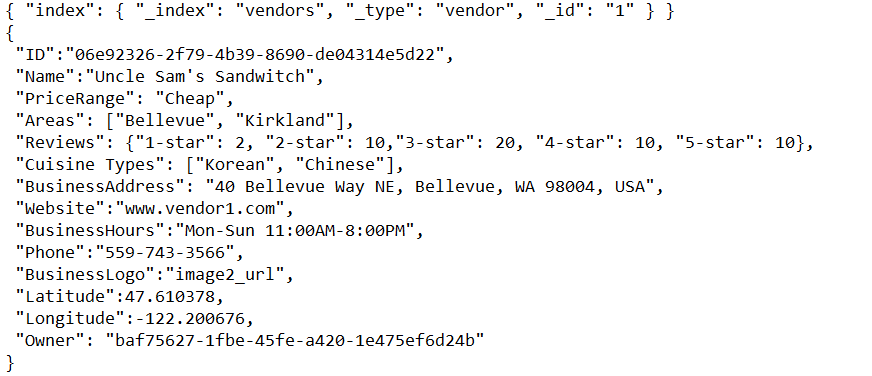 { "index": { "_index": "vendors", "_type": "vendor", "_id": "1" } }
{
"ID":"06e92326-2f79-4b39-8690-de04314e5d22",
"Name":"Uncle Sam's Sandwitch",
"PriceRange": "Cheap",
"Areas": ["Bellevue", "Kirkland"],
"Reviews": {"1-star": 2, "2-star": 10,"3-star": 20, "4-star": 10, "5-star": 10},
"Cuisine Types": ["Korean", "Chinese"],
"BusinessAddress": "40 Bellevue Way NE, Bellevue, WA 98004, USA",
"Website":"www.vendor1.com",
"BusinessHours":"Mon-Sun 11:00AM-8:00PM",
"Phone":"559-743-3566",
"BusinessLogo":"image2_url",
"Latitude":47.610378,
"Longitude":-122.200676,
"Owner": "baf75627-1fbe-45fe-a420-1e475ef6d24b"
}